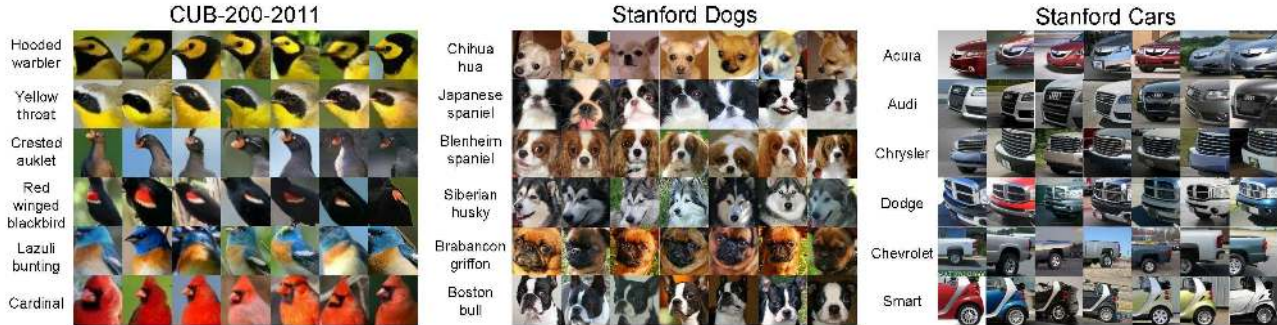 CUB-200-2011
Hooded
warbler
Yellow
throat
Crested
auklet
Red
winged
blackbird
Lazuli
bunting
Cardinal
Stanford Dogs
Chihua
hua
Japanese
spaniel
Blenheim
spaniel
Siberian
husky
Brabancon
griffon
Boston
bull
Stanford Cars
Acura
Audi
Chrysler
Dodge
Chevrolet
Smart